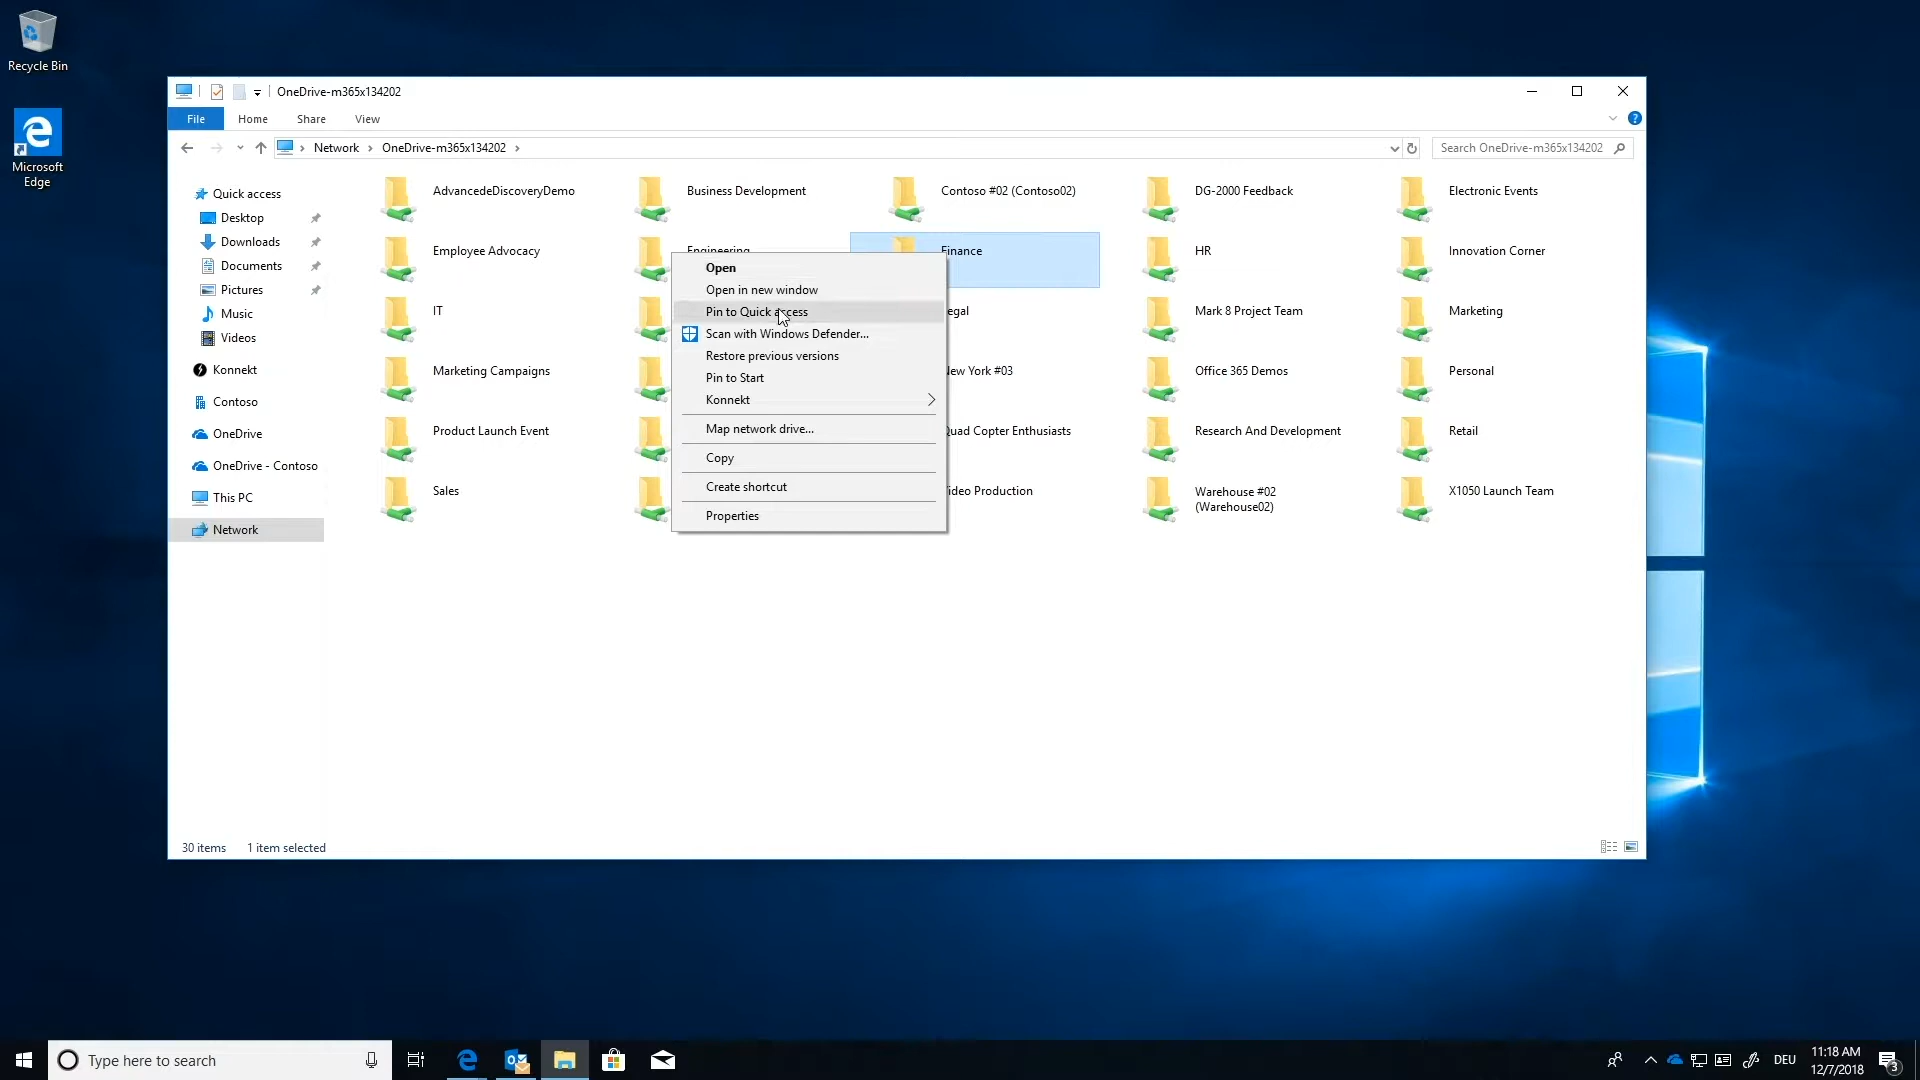 Recycle Bin
Microsoft
Edge
OneDrive-m365x134202
File
Home
Share
View
Network
OneDrive-m365x134202
Search OneDrive-m365x134202
Quick access
Desktop
Downloads
Documents
Pictures
Music
Videos
Konnekt
Contoso
OneDrive
OneDrive - Contoso
This PC
Network
AdvancedeDiscoveryDemo
Business Development
Contoso #02 (Contoso02)
DG-2000 Feedback
Electronic Events
Employee Advocacy
Engineering
Finance
HR
Innovation Corner
IT
Mark 8 Project Team
Marketing
Marketing Campaigns
New York #03
Office 365 Demos
Personal
Product Launch Event
Quad Copter Enthusiasts
Research And Development
Retail
Sales
Video Production
Warehouse #02
(Warehouse02)
X1050 Launch Team
Open
Open in new window
Pin to Quick access
Scan with Windows Defender...
Restore previous versions
Pin to Start
Konnekt
Map network drive...
Copy
Create shortcut
Properties
30 items
1 item selected
Type here to search
DEU
11:18 AM
12/7/2018
3